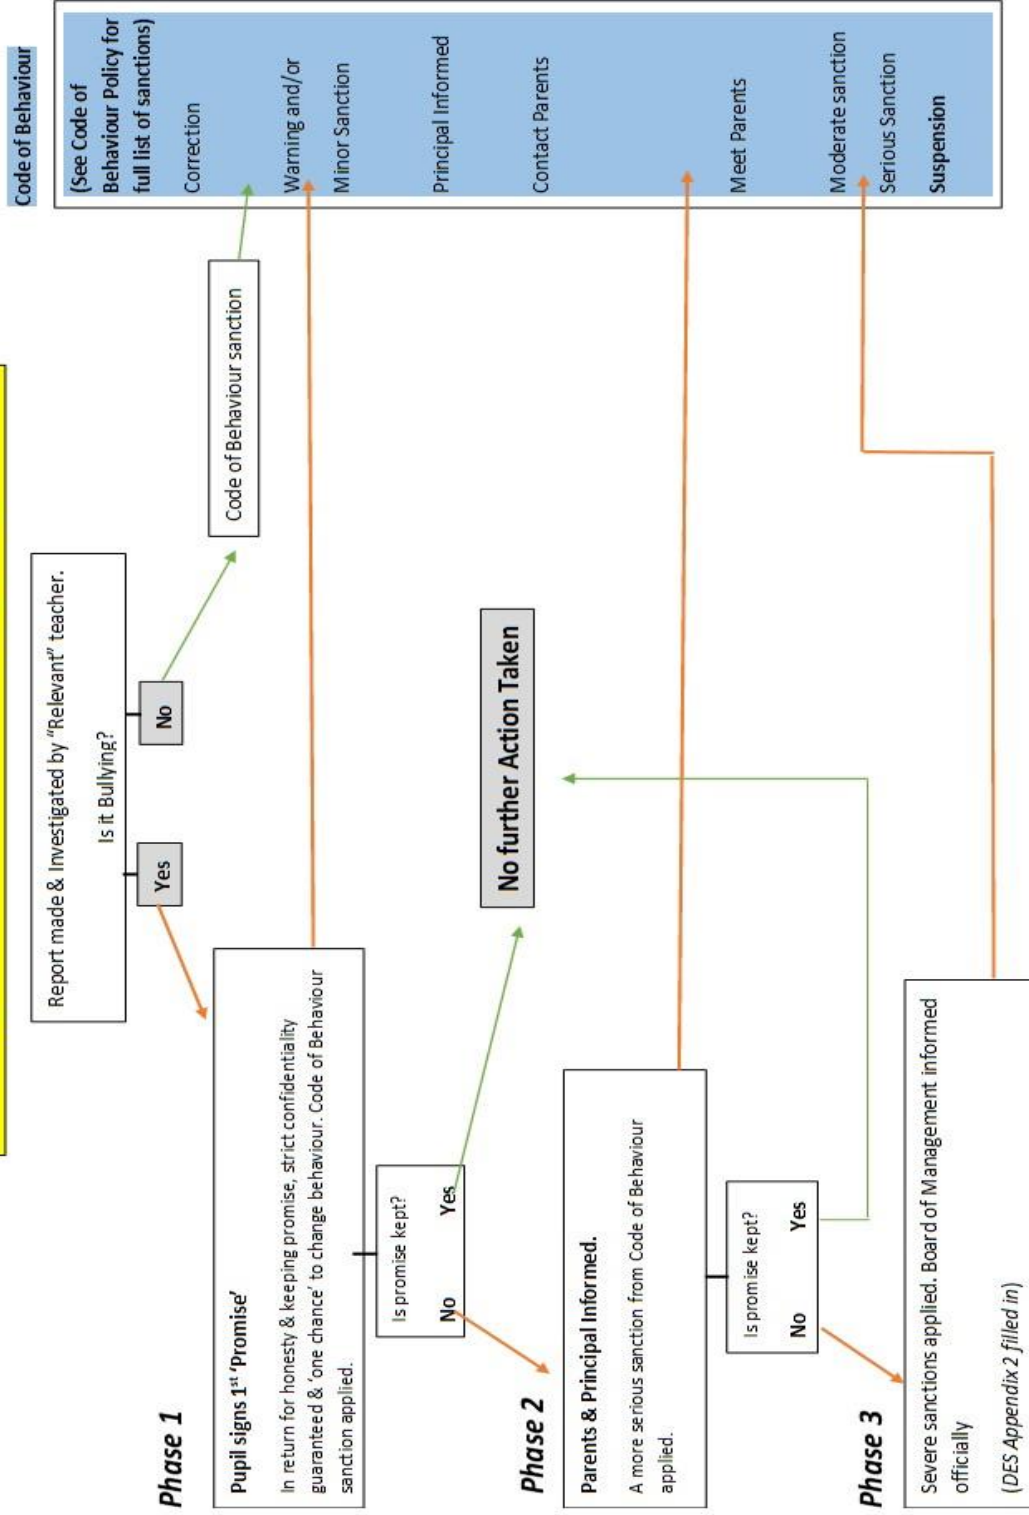 Code of Behaviour
Report made & Investigated by “Relevant” teacher.
Is it Bullying?
Yes
No
Code of Behaviour sanction
(See Code of
Behaviour Policy for
full list of sanctions)
Correction
Warning and/or
Minor Sanction
Principal Informed
Contact Parents
Meet Parents
Moderate sanction
Serious Sanction
Suspension
Phase 1
Pupil signs 1st ‘Promise’
In return for honesty & keeping promise, strict confidentiality
guaranteed & ‘one chance’ to change behaviour. Code of Behaviour
sanction applied.
Is promise kept?
No Yes
No further Action Taken
Phase 2
Parents & Principal Informed.
A more serious sanction from Code of Behaviour
applied.
Is promise kept?
No Yes
Phase 3
Severe sanctions applied. Board of Management informed
officially
(DES Appendix 2 filled in)